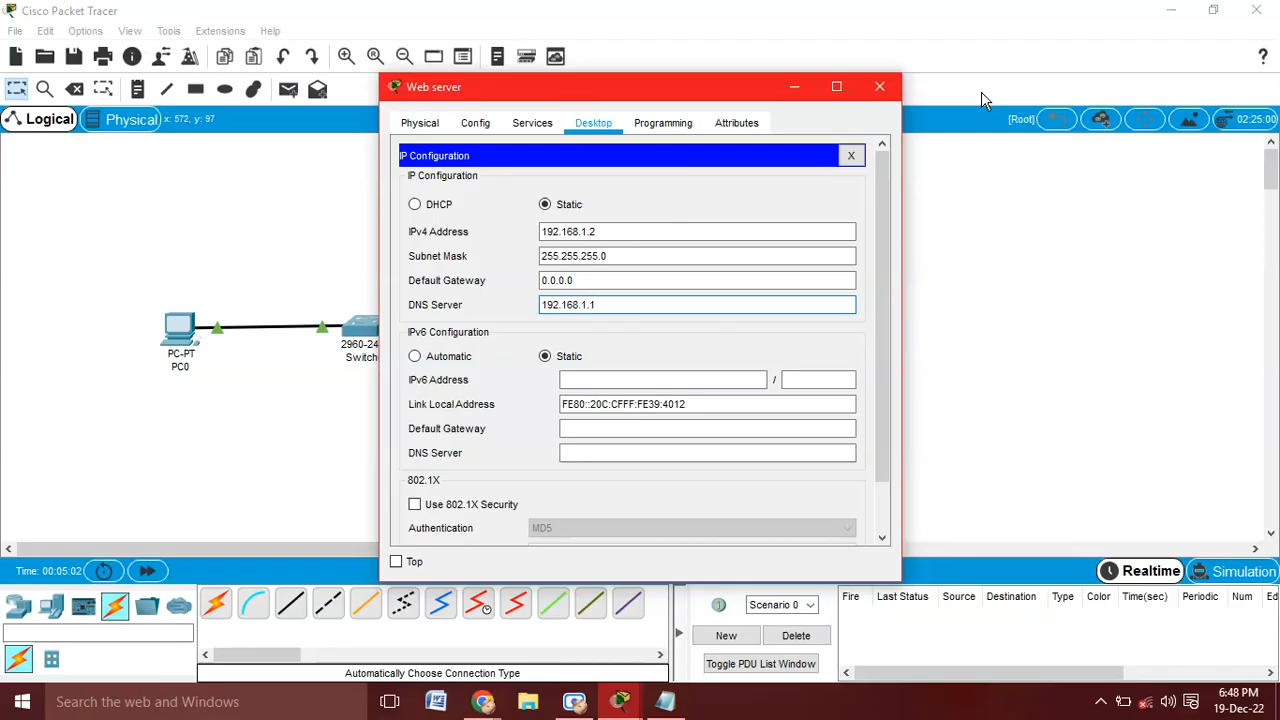 Cisco Packet Tracer
File Edit Options View Tools Extensions Help
Web server
Logical Physical x: 572, y: 97 [Root] 02:25:00
Physical Config Services Desktop Programming Attributes
IP Configuration X
IP Configuration
DHCP Static
IPv4 Address 192.168.1.2
Subnet Mask 255.255.255.0
Default Gateway 0.0.0.0
DNS Server 192.168.1.1
IPv6 Configuration
Automatic Static
IPv6 Address /
Link Local Address FE80::20C:CFFF:FE39:4012
Default Gateway
DNS Server
802.1X
Use 802.1X Security
Authentication MD5
Top
PC-PT
PC0
2960-24
Switch
Time: 00:05:02 Realtime Simulation
Scenario 0
New Delete
Toggle PDU List Window
Fire Last Status Source Destination Type Color Time(sec) Periodic Num Ed
Automatically Choose Connection Type
Search the web and Windows
6:48 PM
19-Dec-22